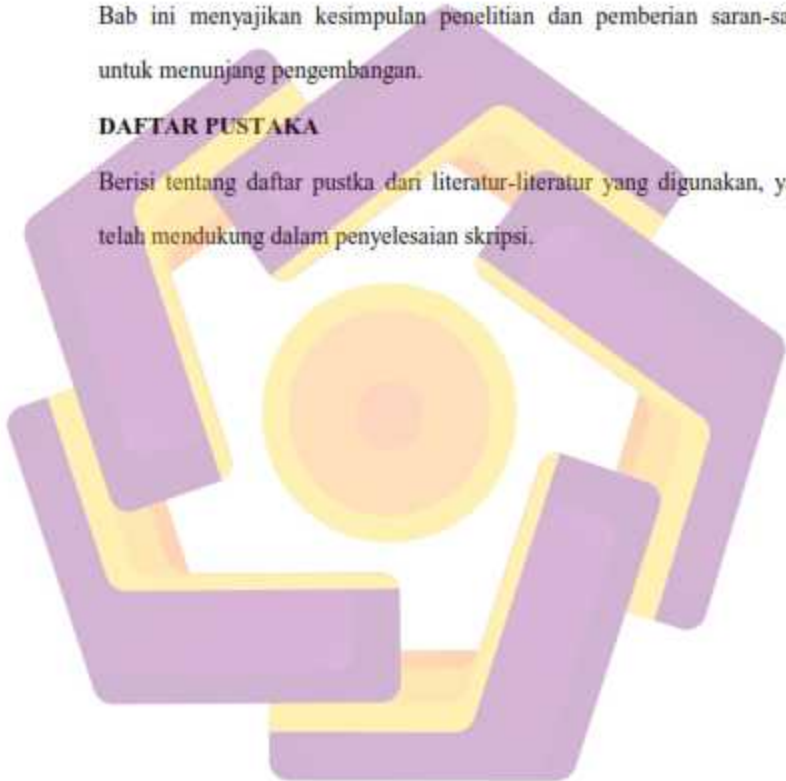 Bab ini menyajikan kesimpulan penelitian dan pemberian saran-sa
untuk menunjang pengembangan.
DAFTAR PUSTAKA
Berisi tentang daftar pustka dari literatur-literatur yang digunakan, y
telah mendukung dalam penyelesaian skripsi.